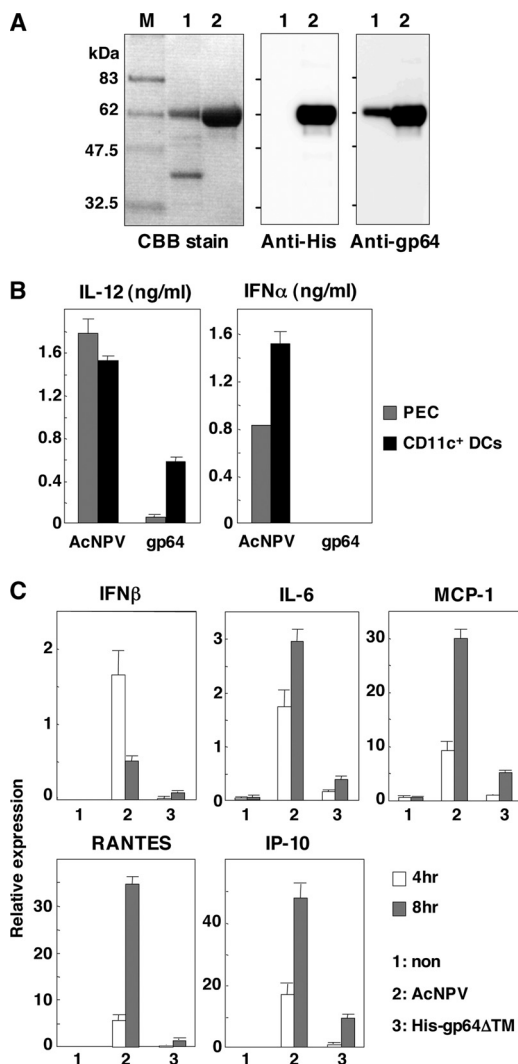 A
M 1 2 1 2 1 2
kDa
83
62
47.5
32.5
CBB stain Anti-His Anti-gp64
B
IL-12 (ng/ml) IFNα (ng/ml)
1.6 1.6
1.2 1.2
0.8 0.8
0.4 0.4
0 0
AcNPV gp64 AcNPV gp64
PEC
CD11c+ DCs
C
IFNβ IL-6 MCP-1
2 3 30
1 2 20
0 1 10
0 0
1 2 3 1 2 3 1 2 3
Relative expression
RANTES IP-10
30 40
20 20
10 0
0
1 2 3 1 2 3
4hr
8hr
1: non
2: AcNPV
3: His-gp64ΔTM